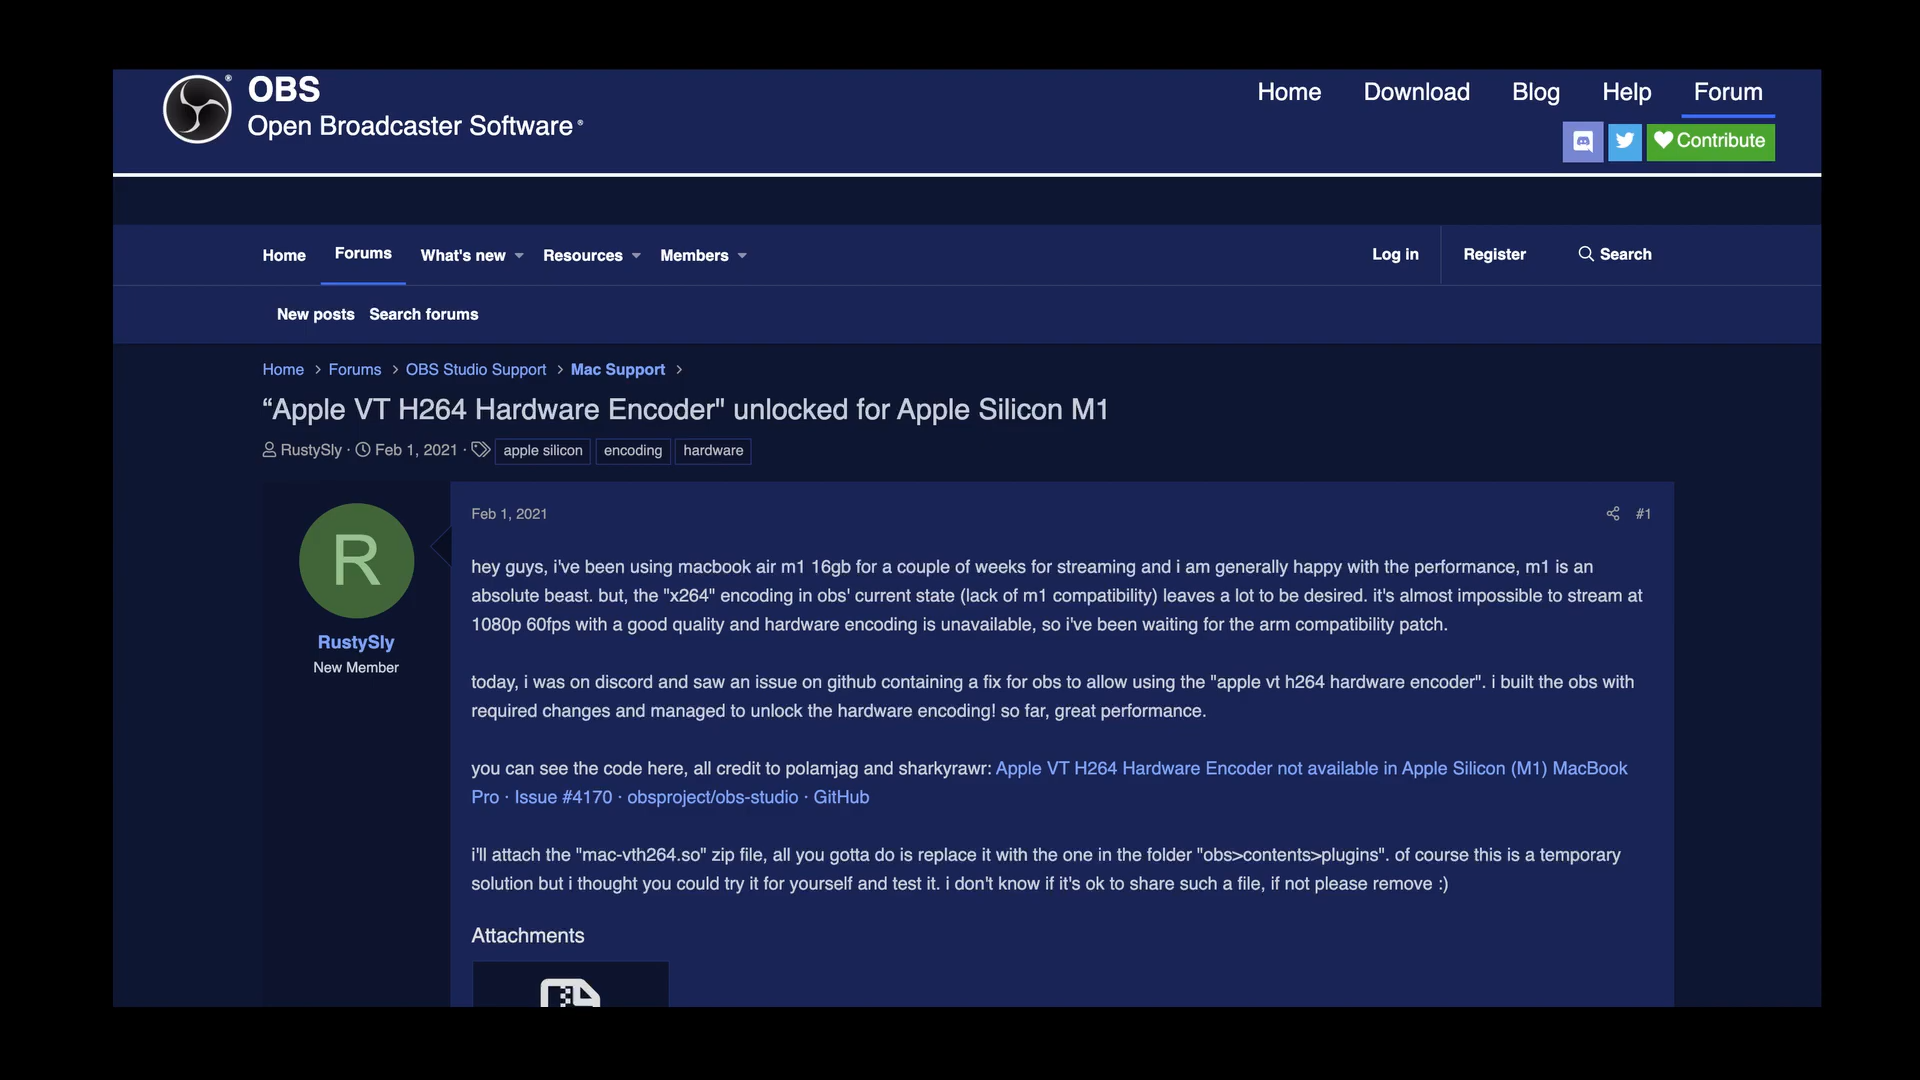 OBS
Open Broadcaster Software
Home Download Blog Help Forum
Contribute
Home Forums What's new Resources Members Log in Register Search
New posts Search forums
Home > Forums > OBS Studio Support > Mac Support >
“Apple VT H264 Hardware Encoder" unlocked for Apple Silicon M1
RustySly · Feb 1, 2021 · apple silicon encoding hardware
R
RustySly
New Member
Feb 1, 2021 #1
hey guys, i've been using macbook air m1 16gb for a couple of weeks for streaming and i am generally happy with the performance, m1 is an
absolute beast. but, the "x264" encoding in obs' current state (lack of m1 compatibility) leaves a lot to be desired. it's almost impossible to stream at
1080p 60fps with a good quality and hardware encoding is unavailable, so i've been waiting for the arm compatibility patch.
today, i was on discord and saw an issue on github containing a fix for obs to allow using the "apple vt h264 hardware encoder". i built the obs with
required changes and managed to unlock the hardware encoding! so far, great performance.
you can see the code here, all credit to polamjag and sharkyrawr: Apple VT H264 Hardware Encoder not available in Apple Silicon (M1) MacBook
Pro · Issue #4170 · obsproject/obs-studio · GitHub
i'll attach the "mac-vth264.so" zip file, all you gotta do is replace it with the one in the folder "obs>contents>plugins". of course this is a temporary
solution but i thought you could try it for yourself and test it. i don't know if it's ok to share such a file, if not please remove :)
Attachments